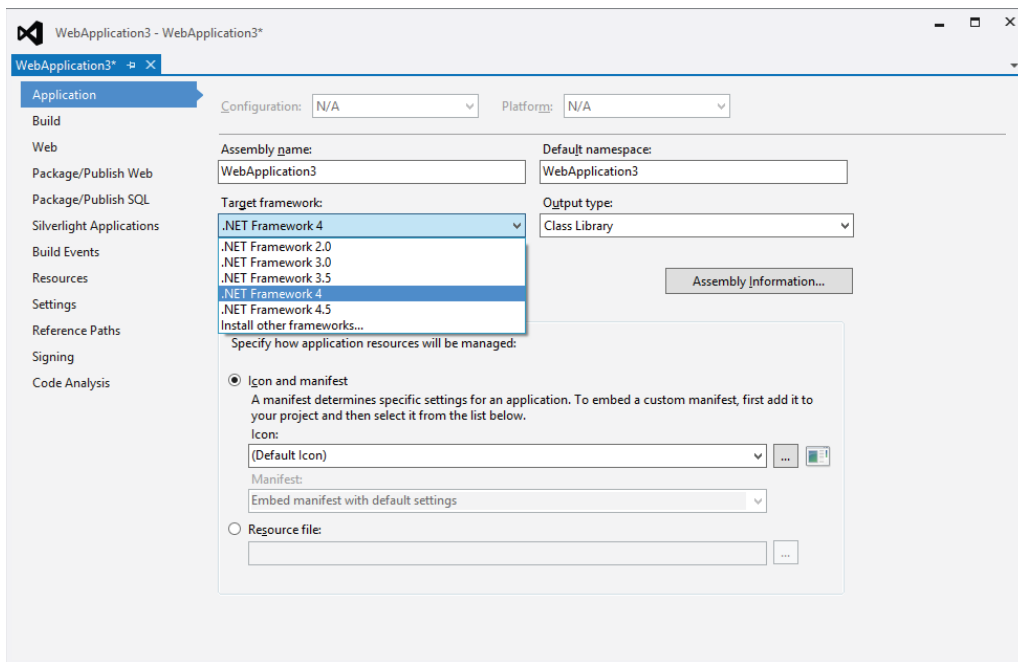 WebApplication3 - WebApplication3*
WebApplication3*
Application
Build
Web
Package/Publish Web
Package/Publish SQL
Silverlight Applications
Build Events
Resources
Settings
Reference Paths
Signing
Code Analysis
Configuration: N/A Platform: N/A
Assembly name: Default namespace:
WebApplication3 WebApplication3
Target framework: Output type:
.NET Framework 4 Class Library
.NET Framework 2.0
.NET Framework 3.0
.NET Framework 3.5
.NET Framework 4
.NET Framework 4.5
Install other frameworks...
Assembly Information...
Specify how application resources will be managed:
Icon and manifest
A manifest determines specific settings for an application. To embed a custom manifest, first add it to
your project and then select it from the list below.
Icon:
(Default Icon) ...
Manifest:
Embed manifest with default settings
Resource file:
...